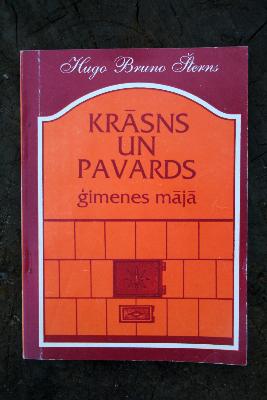 Hugo Bruno Šterns
KRĀSNS
UN
PAVARDS
ģimenes mājā